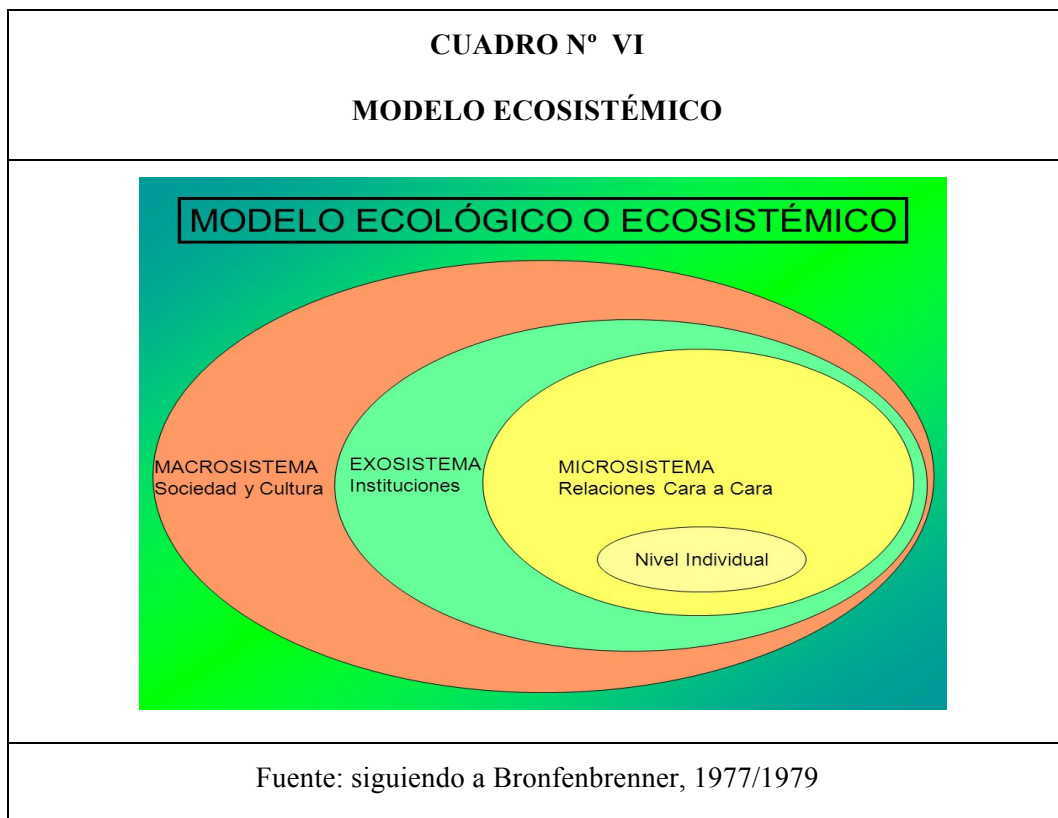 CUADRO Nº VI
MODELO ECOSISTÉMICO
MODELO ECOLÓGICO O ECOSISTÉMICO
MACROSISTEMA
Sociedad y Cultura
EXOSISTEMA
Instituciones
MICROSISTEMA
Relaciones Cara a Cara
Nivel Individual
Fuente: siguiendo a Bronfenbrenner, 1977/1979